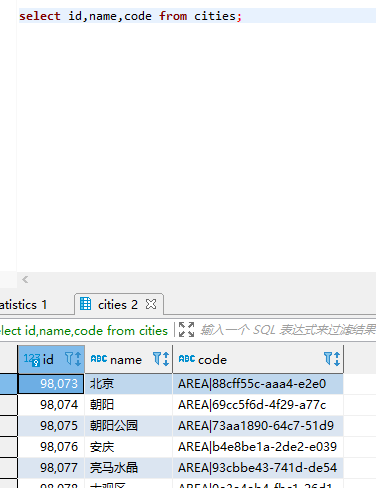 select id,name,code from cities;
atistics 1
cities 2
elect id,name,code from cities
输入一个 SQL 表达式来过滤结果
123 id
ABC name
ABC code
98,073 北京 AREA|88cff55c-aaa4-e2e0
98,074 朝阳 AREA|69cc5f6d-4f29-a77c
98,075 朝阳公园 AREA|73aa1890-64c7-51d9
98,076 安庆 AREA|b4e8be1a-2de2-e039
98,077 亮马水晶 AREA|93cbbe43-741d-de54
98,078